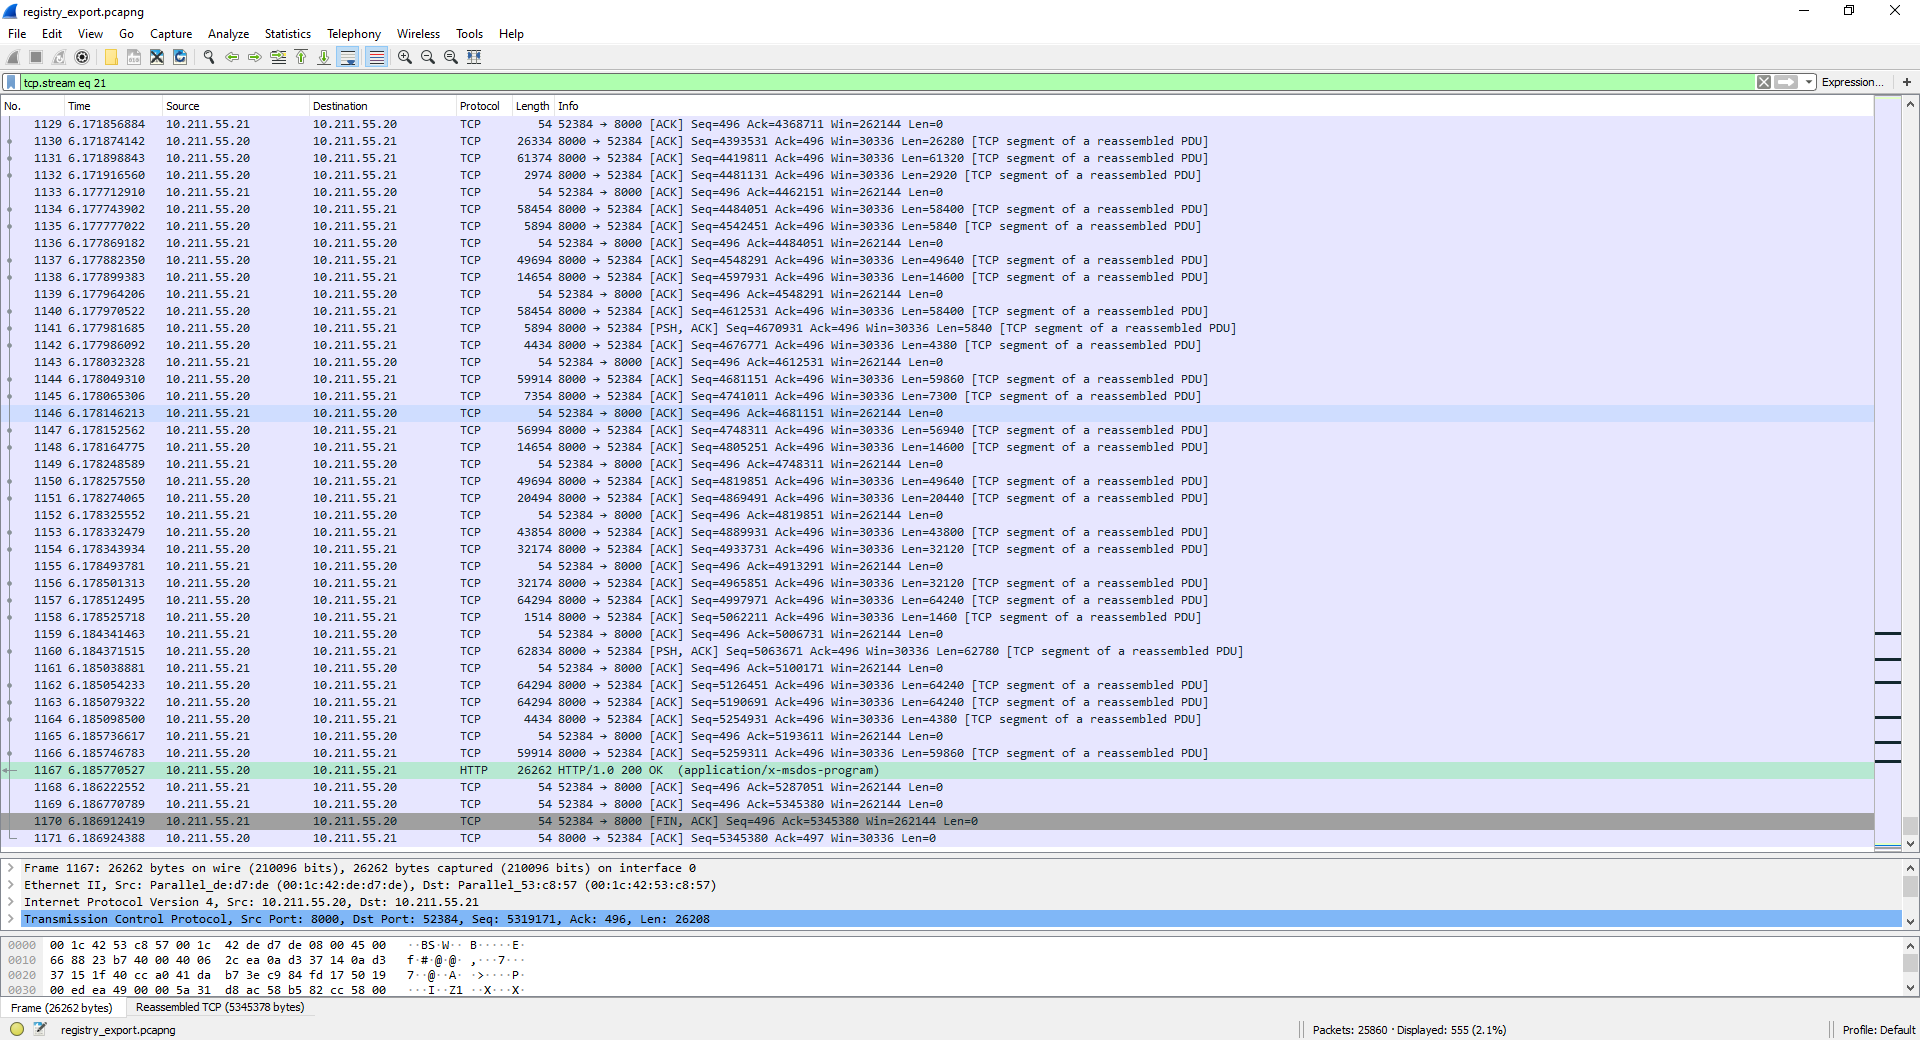 registry_export.pcapng
File Edit View Go Capture Analyze Statistics Telephony Wireless Tools Help
tcp.stream eq 21 Expression... +
No. Time Source Destination Protocol Length Info
1129 6.171856884 10.211.55.21 10.211.55.20 TCP 54 52384 → 8000 [ACK] Seq=496 Ack=4368711 Win=262144 Len=0
1130 6.171874142 10.211.55.20 10.211.55.21 TCP 26334 8000 → 52384 [ACK] Seq=4393531 Ack=496 Win=30336 Len=26280 [TCP segment of a reassembled PDU]
1131 6.171898843 10.211.55.20 10.211.55.21 TCP 61374 8000 → 52384 [ACK] Seq=4419811 Ack=496 Win=30336 Len=61320 [TCP segment of a reassembled PDU]
1132 6.171916560 10.211.55.20 10.211.55.21 TCP 2974 8000 → 52384 [ACK] Seq=4481131 Ack=496 Win=30336 Len=2920 [TCP segment of a reassembled PDU]
1133 6.177712910 10.211.55.21 10.211.55.20 TCP 54 52384 → 8000 [ACK] Seq=496 Ack=4462151 Win=262144 Len=0
1134 6.177743902 10.211.55.20 10.211.55.21 TCP 58454 8000 → 52384 [ACK] Seq=4484051 Ack=496 Win=30336 Len=58400 [TCP segment of a reassembled PDU]
1135 6.177777022 10.211.55.20 10.211.55.21 TCP 5894 8000 → 52384 [ACK] Seq=4542451 Ack=496 Win=30336 Len=5840 [TCP segment of a reassembled PDU]
1136 6.177869182 10.211.55.21 10.211.55.20 TCP 54 52384 → 8000 [ACK] Seq=496 Ack=4484051 Win=262144 Len=0
1137 6.177882350 10.211.55.20 10.211.55.21 TCP 49694 8000 → 52384 [ACK] Seq=4548291 Ack=496 Win=30336 Len=49640 [TCP segment of a reassembled PDU]
1138 6.177899383 10.211.55.20 10.211.55.21 TCP 14654 8000 → 52384 [ACK] Seq=4597931 Ack=496 Win=30336 Len=14600 [TCP segment of a reassembled PDU]
1139 6.177964206 10.211.55.21 10.211.55.20 TCP 54 52384 → 8000 [ACK] Seq=496 Ack=4548291 Win=262144 Len=0
1140 6.177970522 10.211.55.20 10.211.55.21 TCP 58454 8000 → 52384 [ACK] Seq=4612531 Ack=496 Win=30336 Len=58400 [TCP segment of a reassembled PDU]
1141 6.177981685 10.211.55.20 10.211.55.21 TCP 5894 8000 → 52384 [PSH, ACK] Seq=4670931 Ack=496 Win=30336 Len=5840 [TCP segment of a reassembled PDU]
1142 6.177986092 10.211.55.20 10.211.55.21 TCP 4434 8000 → 52384 [ACK] Seq=4676771 Ack=496 Win=30336 Len=4380 [TCP segment of a reassembled PDU]
1143 6.178032328 10.211.55.21 10.211.55.20 TCP 54 52384 → 8000 [ACK] Seq=496 Ack=4612531 Win=262144 Len=0
1144 6.178049310 10.211.55.20 10.211.55.21 TCP 59914 8000 → 52384 [ACK] Seq=4681151 Ack=496 Win=30336 Len=59860 [TCP segment of a reassembled PDU]
1145 6.178065306 10.211.55.20 10.211.55.21 TCP 7354 8000 → 52384 [ACK] Seq=4741011 Ack=496 Win=30336 Len=7300 [TCP segment of a reassembled PDU]
1146 6.178146213 10.211.55.21 10.211.55.20 TCP 54 52384 → 8000 [ACK] Seq=496 Ack=4681151 Win=262144 Len=0
1147 6.178152562 10.211.55.20 10.211.55.21 TCP 56994 8000 → 52384 [ACK] Seq=4748311 Ack=496 Win=30336 Len=56940 [TCP segment of a reassembled PDU]
1148 6.178164775 10.211.55.20 10.211.55.21 TCP 14654 8000 → 52384 [ACK] Seq=4805251 Ack=496 Win=30336 Len=14600 [TCP segment of a reassembled PDU]
1149 6.178248589 10.211.55.21 10.211.55.20 TCP 54 52384 → 8000 [ACK] Seq=496 Ack=4748311 Win=262144 Len=0
1150 6.178257550 10.211.55.20 10.211.55.21 TCP 49694 8000 → 52384 [ACK] Seq=4819851 Ack=496 Win=30336 Len=49640 [TCP segment of a reassembled PDU]
1151 6.178274065 10.211.55.20 10.211.55.21 TCP 20494 8000 → 52384 [ACK] Seq=4869491 Ack=496 Win=30336 Len=20440 [TCP segment of a reassembled PDU]
1152 6.178325552 10.211.55.21 10.211.55.20 TCP 54 52384 → 8000 [ACK] Seq=496 Ack=4819851 Win=262144 Len=0
1153 6.178332479 10.211.55.20 10.211.55.21 TCP 43854 8000 → 52384 [ACK] Seq=4889931 Ack=496 Win=30336 Len=43800 [TCP segment of a reassembled PDU]
1154 6.178343934 10.211.55.20 10.211.55.21 TCP 32174 8000 → 52384 [ACK] Seq=4933731 Ack=496 Win=30336 Len=32120 [TCP segment of a reassembled PDU]
1155 6.178493781 10.211.55.21 10.211.55.20 TCP 54 52384 → 8000 [ACK] Seq=496 Ack=4913291 Win=262144 Len=0
1156 6.178501313 10.211.55.20 10.211.55.21 TCP 32174 8000 → 52384 [ACK] Seq=4965851 Ack=496 Win=30336 Len=32120 [TCP segment of a reassembled PDU]
1157 6.178512495 10.211.55.20 10.211.55.21 TCP 64294 8000 → 52384 [ACK] Seq=4997971 Ack=496 Win=30336 Len=64240 [TCP segment of a reassembled PDU]
1158 6.178525718 10.211.55.20 10.211.55.21 TCP 1514 8000 → 52384 [ACK] Seq=5062211 Ack=496 Win=30336 Len=1460 [TCP segment of a reassembled PDU]
1159 6.184341463 10.211.55.21 10.211.55.20 TCP 54 52384 → 8000 [ACK] Seq=496 Ack=5006731 Win=262144 Len=0
1160 6.184371515 10.211.55.20 10.211.55.21 TCP 62834 8000 → 52384 [PSH, ACK] Seq=5063671 Ack=496 Win=30336 Len=62780 [TCP segment of a reassembled PDU]
1161 6.185038881 10.211.55.21 10.211.55.20 TCP 54 52384 → 8000 [ACK] Seq=496 Ack=5100171 Win=262144 Len=0
1162 6.185054233 10.211.55.20 10.211.55.21 TCP 64294 8000 → 52384 [ACK] Seq=5126451 Ack=496 Win=30336 Len=64240 [TCP segment of a reassembled PDU]
1163 6.185079322 10.211.55.20 10.211.55.21 TCP 64294 8000 → 52384 [ACK] Seq=5190691 Ack=496 Win=30336 Len=64240 [TCP segment of a reassembled PDU]
1164 6.185098500 10.211.55.20 10.211.55.21 TCP 4434 8000 → 52384 [ACK] Seq=5254931 Ack=496 Win=30336 Len=4380 [TCP segment of a reassembled PDU]
1165 6.185736617 10.211.55.21 10.211.55.20 TCP 54 52384 → 8000 [ACK] Seq=496 Ack=5193611 Win=262144 Len=0
1166 6.185746783 10.211.55.20 10.211.55.21 TCP 59914 8000 → 52384 [ACK] Seq=5259311 Ack=496 Win=30336 Len=59860 [TCP segment of a reassembled PDU]
1167 6.185770527 10.211.55.20 10.211.55.21 HTTP 26262 HTTP/1.0 200 OK (application/x-msdos-program)
1168 6.186222552 10.211.55.21 10.211.55.20 TCP 54 52384 → 8000 [ACK] Seq=496 Ack=5287051 Win=262144 Len=0
1169 6.186770789 10.211.55.21 10.211.55.20 TCP 54 52384 → 8000 [ACK] Seq=496 Ack=5345380 Win=262144 Len=0
1170 6.186912419 10.211.55.21 10.211.55.20 TCP 54 52384 → 8000 [FIN, ACK] Seq=496 Ack=5345380 Win=262144 Len=0
1171 6.186924388 10.211.55.20 10.211.55.21 TCP 54 8000 → 52384 [ACK] Seq=5345380 Ack=497 Win=30336 Len=0
Frame 1167: 26262 bytes on wire (210096 bits), 26262 bytes captured (210096 bits) on interface 0
Ethernet II, Src: Parallel_de:d7:de (00:1c:42:de:d7:de), Dst: Parallel_53:c8:57 (00:1c:42:53:c8:57)
Internet Protocol Version 4, Src: 10.211.55.20, Dst: 10.211.55.21
Transmission Control Protocol, Src Port: 8000, Dst Port: 52384, Seq: 5319171, Ack: 496, Len: 26208
0000 00 1c 42 53 c8 57 00 1c 42 de d7 de 08 00 45 00 ··BS·W·· B·····E·
0010 66 88 23 b7 40 00 40 06 2c ea 0a d3 37 14 0a d3 f·#·@·@· ,···7···
0020 37 15 1f 40 cc a0 41 da b7 3e c9 84 fd 17 50 19 7··@··A· ·>····P·
0030 00 ed ea 49 00 00 5a 31 d8 ac 58 b5 82 cc 58 00 ···I··Z1 ··X···X·
Frame (26262 bytes) Reassembled TCP (5345378 bytes)
registry_export.pcapng Packets: 25860 · Displayed: 555 (2.1%) Profile: Default